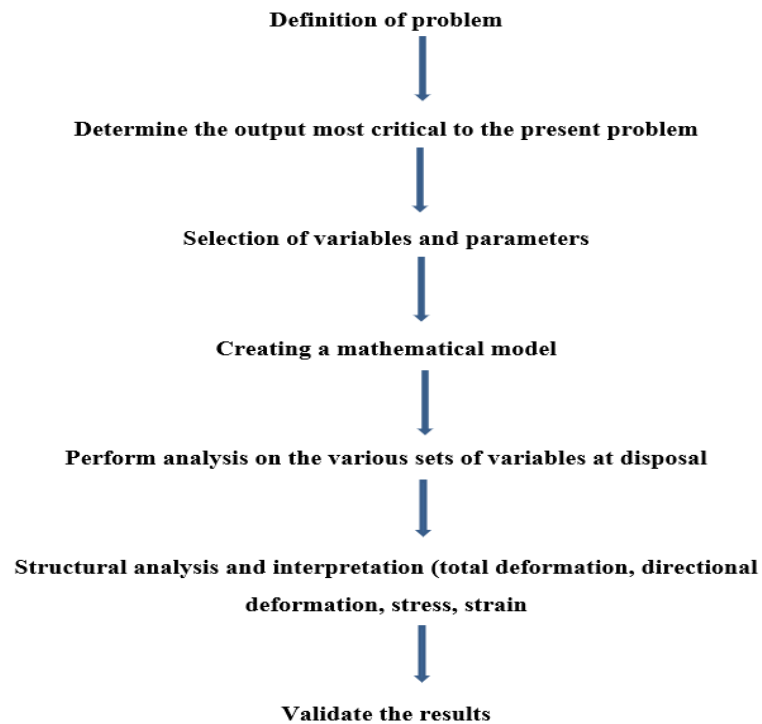 Definition of problem
Determine the output most critical to the present problem
Selection of variables and parameters
Creating a mathematical model
Perform analysis on the various sets of variables at disposal
Structural analysis and interpretation (total deformation, directional
deformation, stress, strain
Validate the results